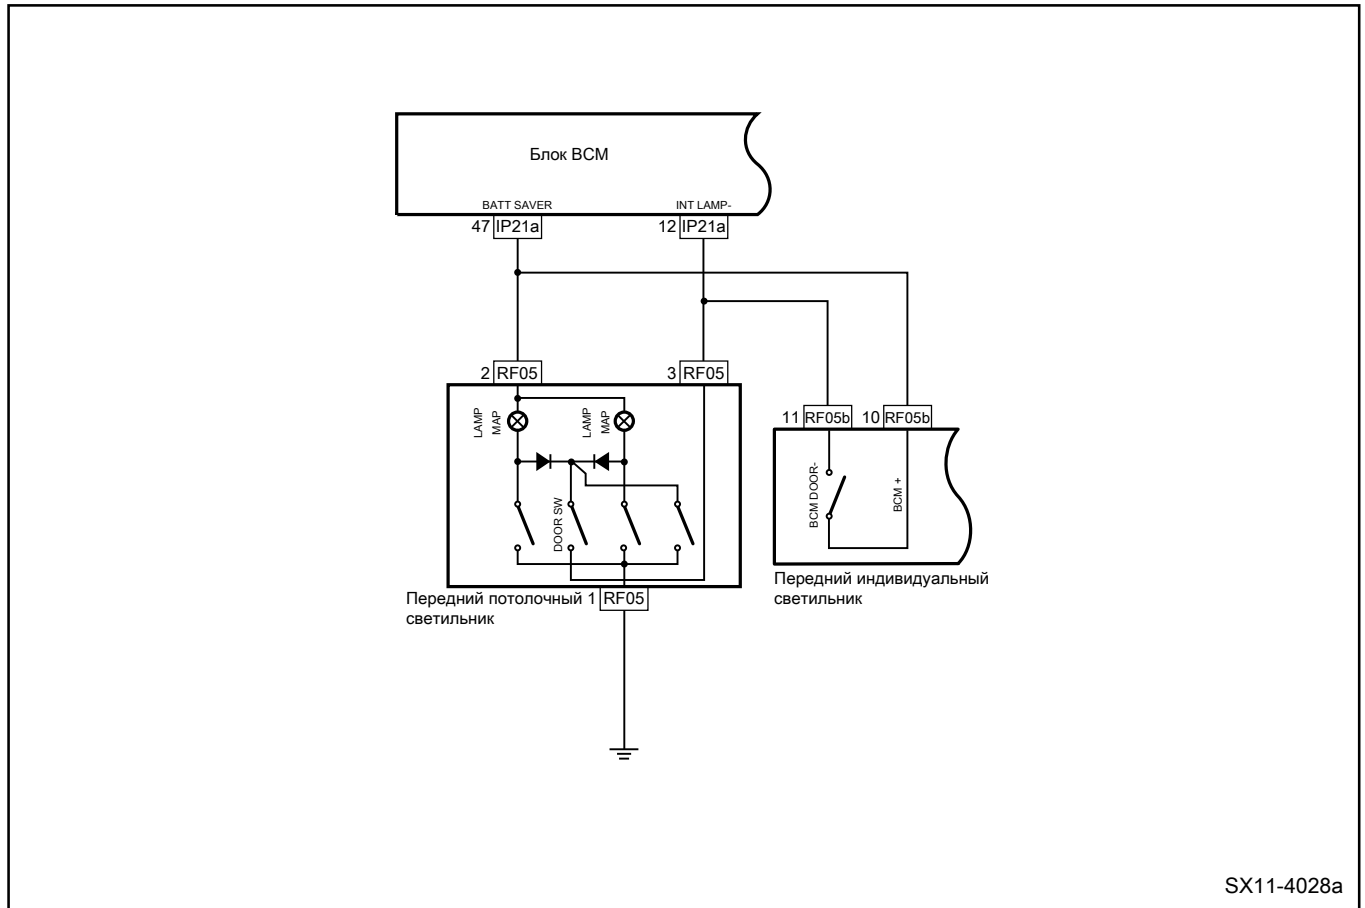 Блок BCM
BATT SAVER
INT LAMP-
47 IP21a
12 IP21a
2 RF05
3 RF05
11 RF05b
10 RF05b
LAMP
MAP
LAMP
MAP
DOOR SW
BCM DOOR-
BCM +
Передний потолочный
светильник
1 RF05
Передний индивидуальный
светильник
SX11-4028a